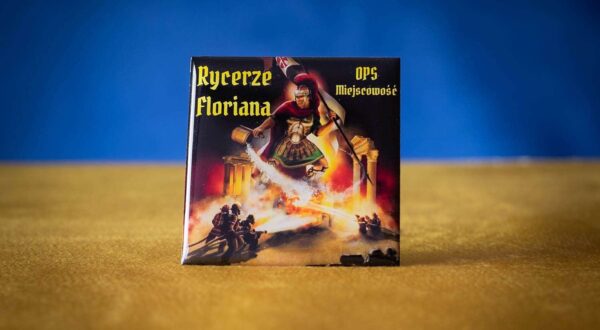 Rycerze
Floriana
OPS
Miejscowość